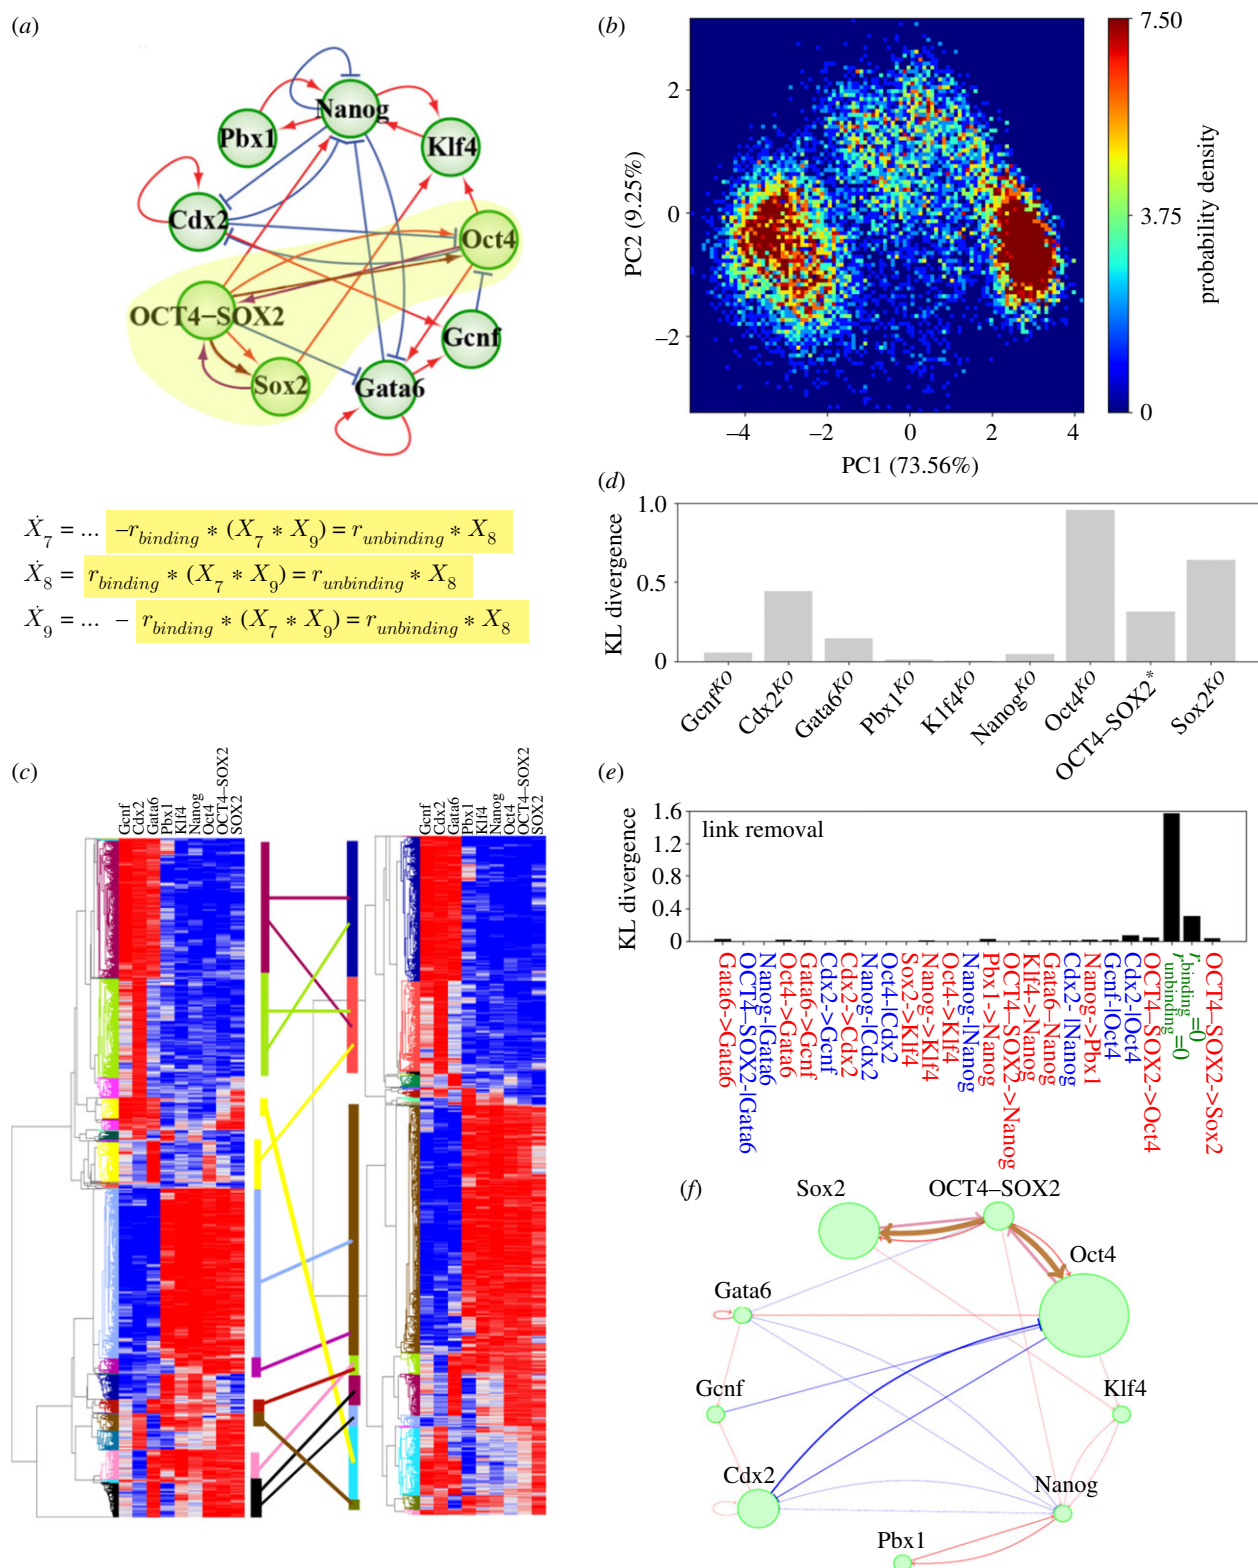 (a)
Nanog
Pbx1
Klf4
Cdx2
Oct4
OCT4–SOX2
Gcnf
Sox2
Gata6
Ẋ7 = ... –rbinding * (X7 * X9) = runbinding * X8
Ẋ8 = rbinding * (X7 * X9) = runbinding * X8
Ẋ9 = ... – rbinding * (X7 * X9) = runbinding * X8
(b)
PC2 (9.25%)
2
0
–2
–4
–2
0
2
4
PC1 (73.56%)
7.50
3.75
0
probability density
(d)
KL divergence
1.0
0.5
0
GcnfKO
Cdx2KO
Gata6KO
Pbx1KO
K1f4KO
NanogKO
Oct4KO
OCT4–SOX2*
Sox2KO
(c)
Gcnf
Cdx2
Gata6
Pbx1
Klf4
Nanog
Oct4
OCT4–SOX2
SOX2
Gcnf
Cdx2
Gata6
Pbx1
Klf4
Nanog
Oct4
OCT4–SOX2
SOX2
(e)
link removal
KL divergence
1.6
1.2
0.4
0
Gata6->Gata6
OCT4–SOX2-|Gata6
Nanog-|Gata6
Oct4->Gata6
Gata6->Gcnf
Cdx2->Gcnf
Cdx2->Cdx2
Nanog-|Cdx2
Oct4-|Cdx2
Sox2->Klf4
Nanog->Klf4
Oct4->Klf4
Nanog-|Nanog
Pbx1->Nanog
OCT4–SOX2->Nanog
Klf4->Nanog
Gata6–Nanog
Cdx2-|Nanog
Nanog->Pbx1
Gcnf-|Oct4
Cdx2-|Oct4
OCT4–SOX2->Oct4
runbinding=0
rbinding=0
OCT4–SOX2->Sox2
(f)
Sox2
OCT4–SOX2
Oct4
Gata6
Gcnf
Klf4
Cdx2
Nanog
Pbx1